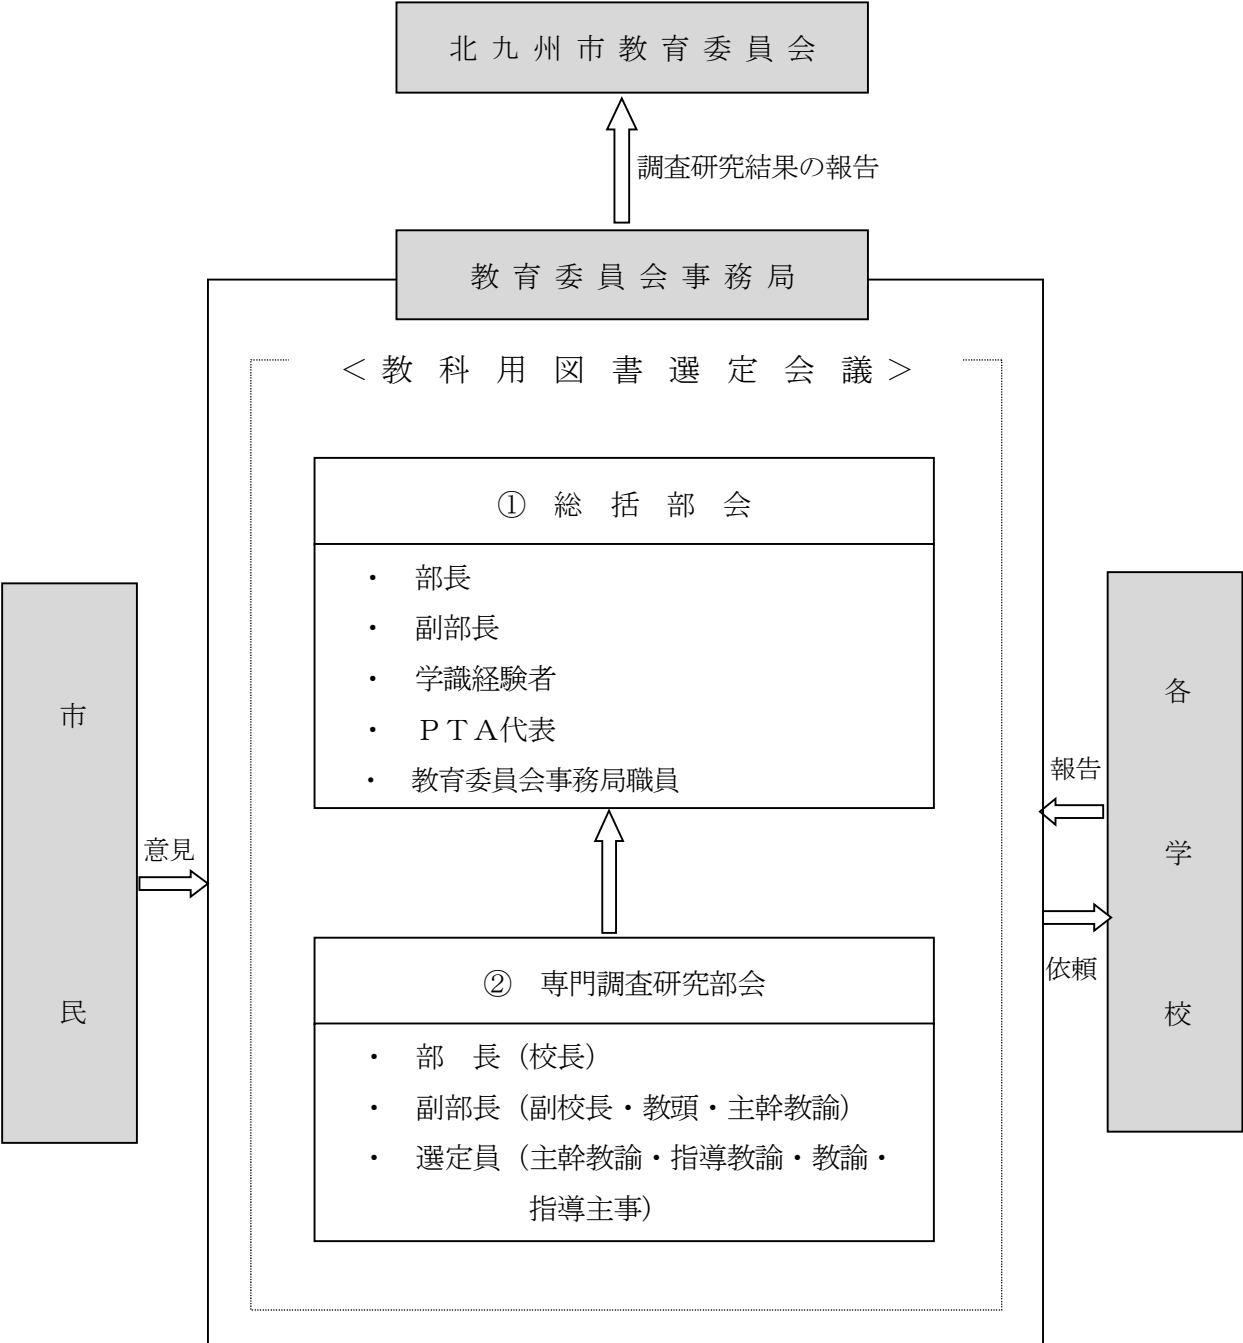 北九州市教育委員会
調査研究結果の報告
教育委員会事務局
＜教科用図書選定会議＞
① 総括部会
・ 部長
・ 副部長
・ 学識経験者
・ ＰＴＡ代表
・ 教育委員会事務局職員
市民
意見
各学校
報告
依頼
② 専門調査研究部会
・ 部　長（校長）
・ 副部長（副校長・教頭・主幹教諭）
・ 選定員（主幹教諭・指導教諭・教諭・
指導主事）